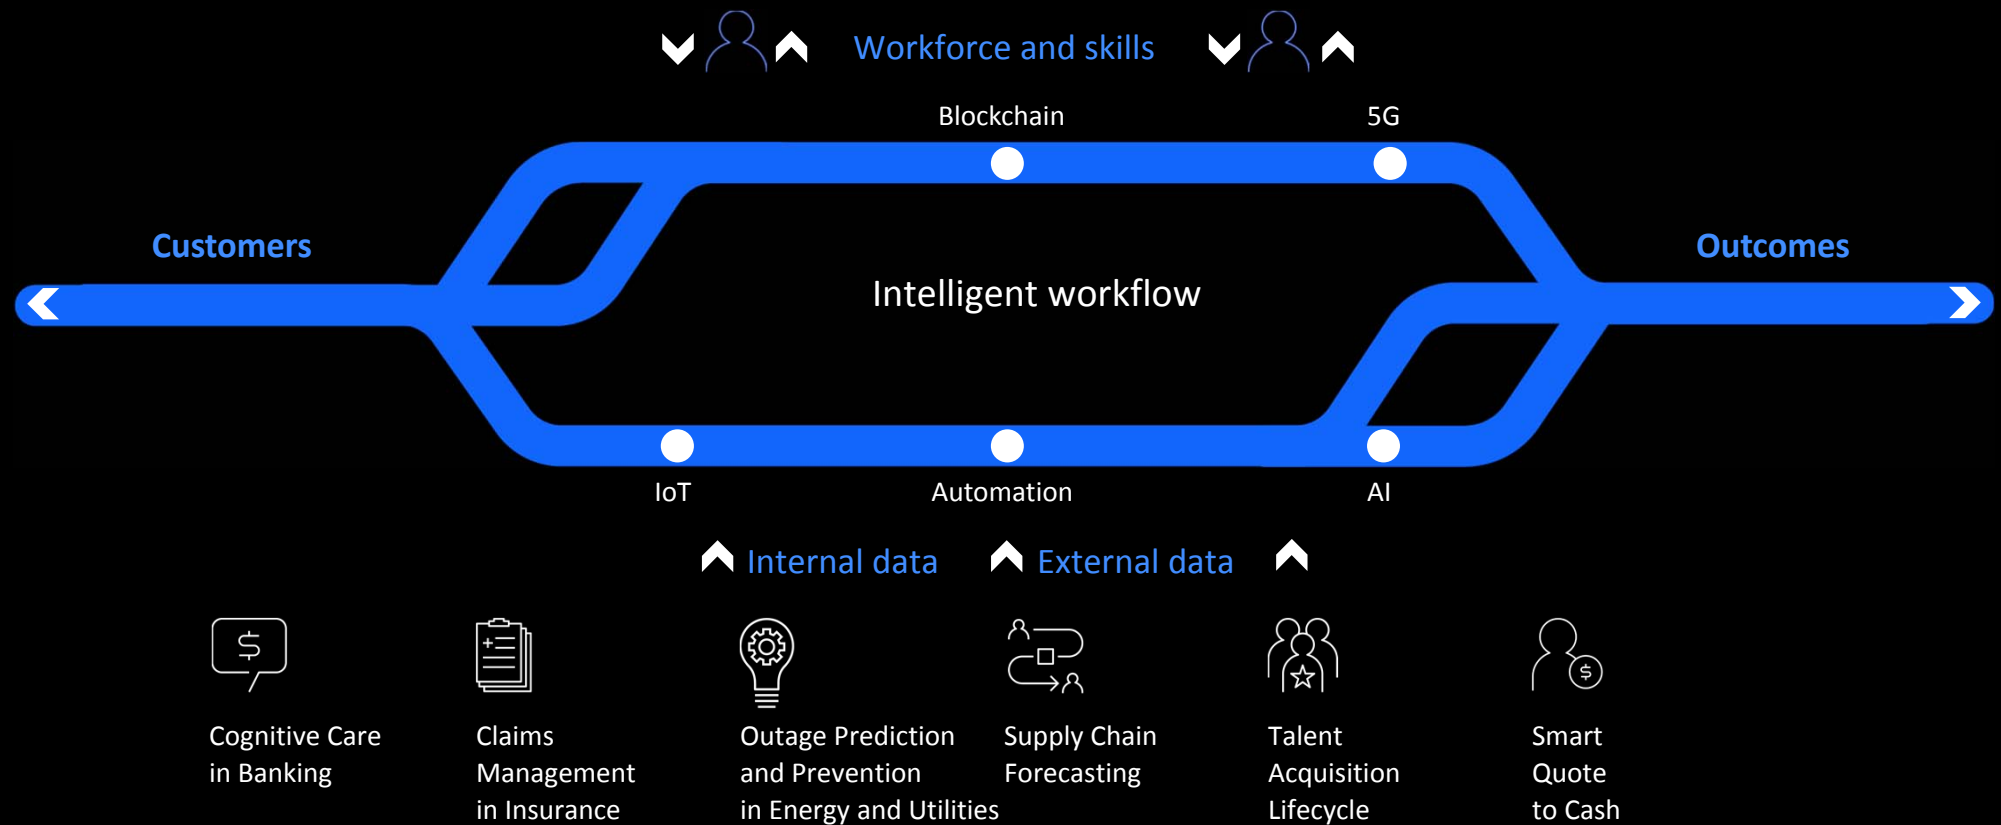 Workforce and skills
Blockchain
5G
Customers
Outcomes
Intelligent workflow
IoT
Automation
AI
Internal data
External data
Cognitive Care
in Banking
Claims
Management
in Insurance
Outage Prediction
and Prevention
in Energy and Utilities
Supply Chain
Forecasting
Talent
Acquisition
Lifecycle
Smart
Quote
to Cash